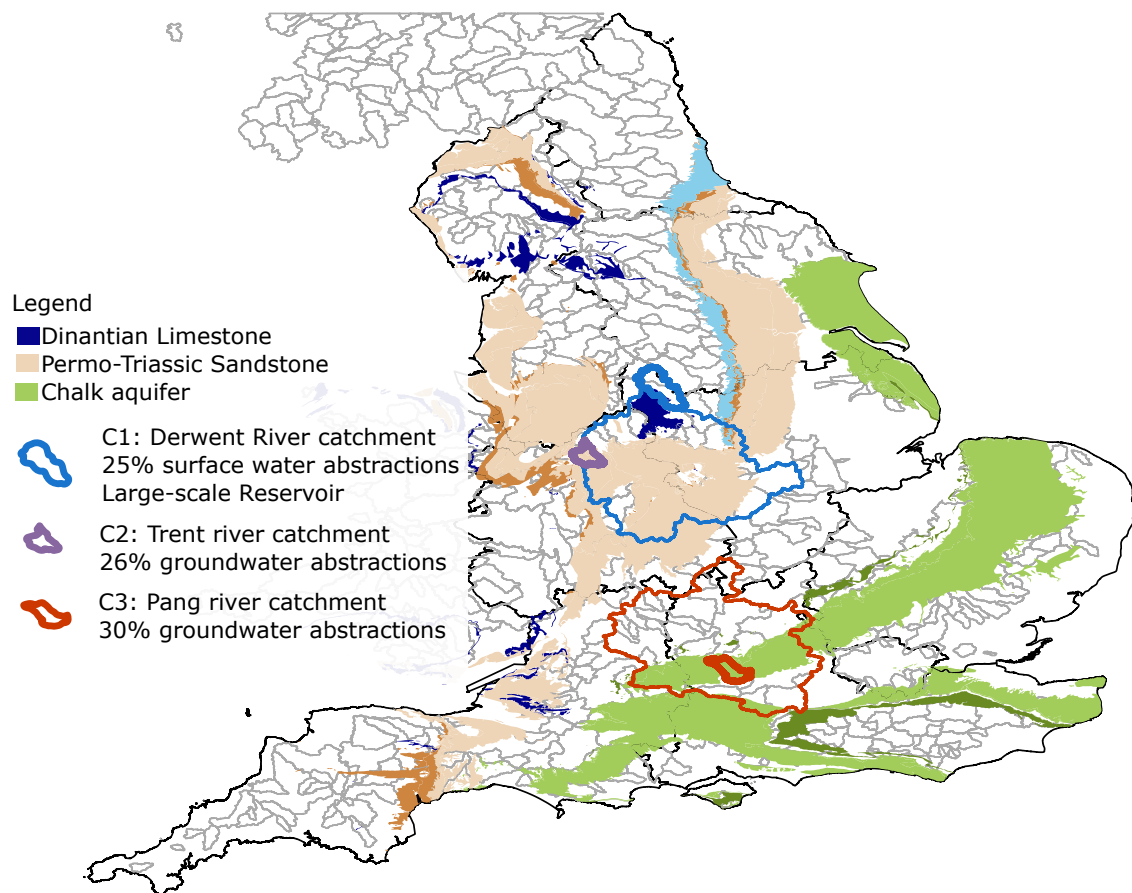 Legend
Dinantian Limestone
Permo-Triassic Sandstone
Chalk aquifer
C1: Derwent River catchment
25% surface water abstractions
Large-scale Reservoir
C2: Trent river catchment
26% groundwater abstractions
C3: Pang river catchment
30% groundwater abstractions